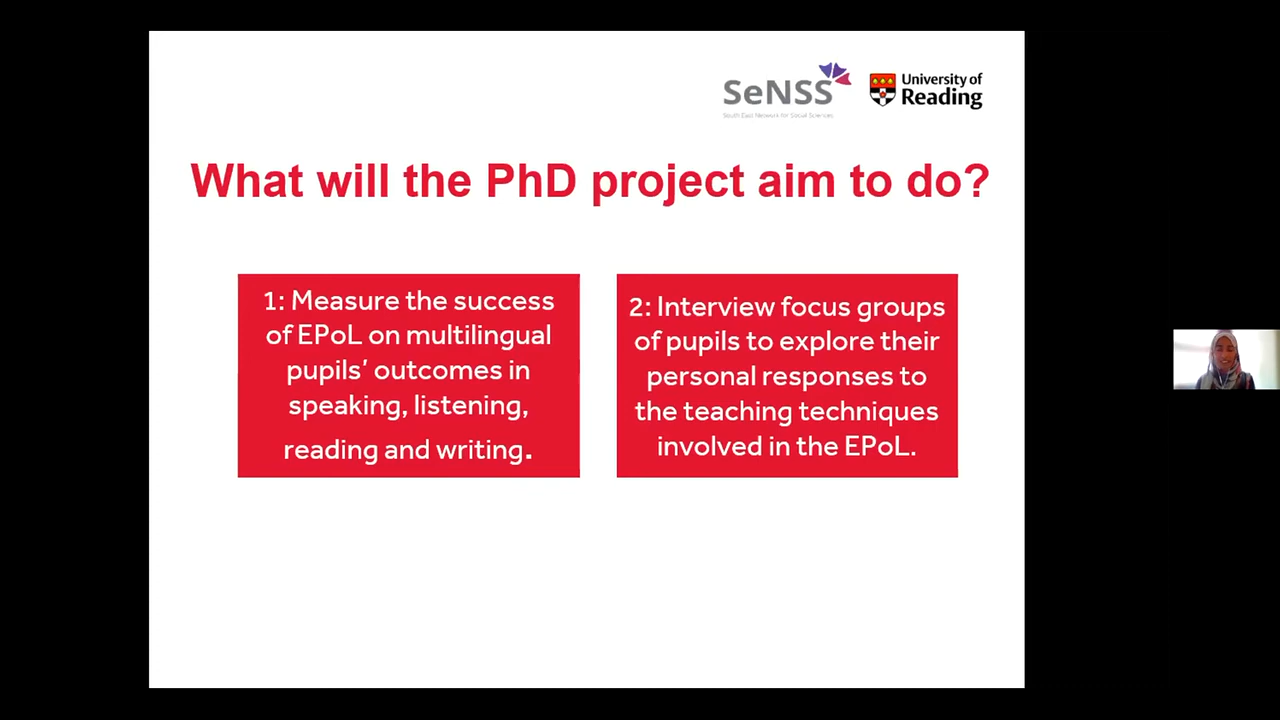 SeNSS
South East Network for Social Sciences
University of
Reading
What will the PhD project aim to do?
1: Measure the success
of EPoL on multilingual
pupils’ outcomes in
speaking, listening,
reading and writing.
2: Interview focus groups
of pupils to explore their
personal responses to
the teaching techniques
involved in the EPoL.